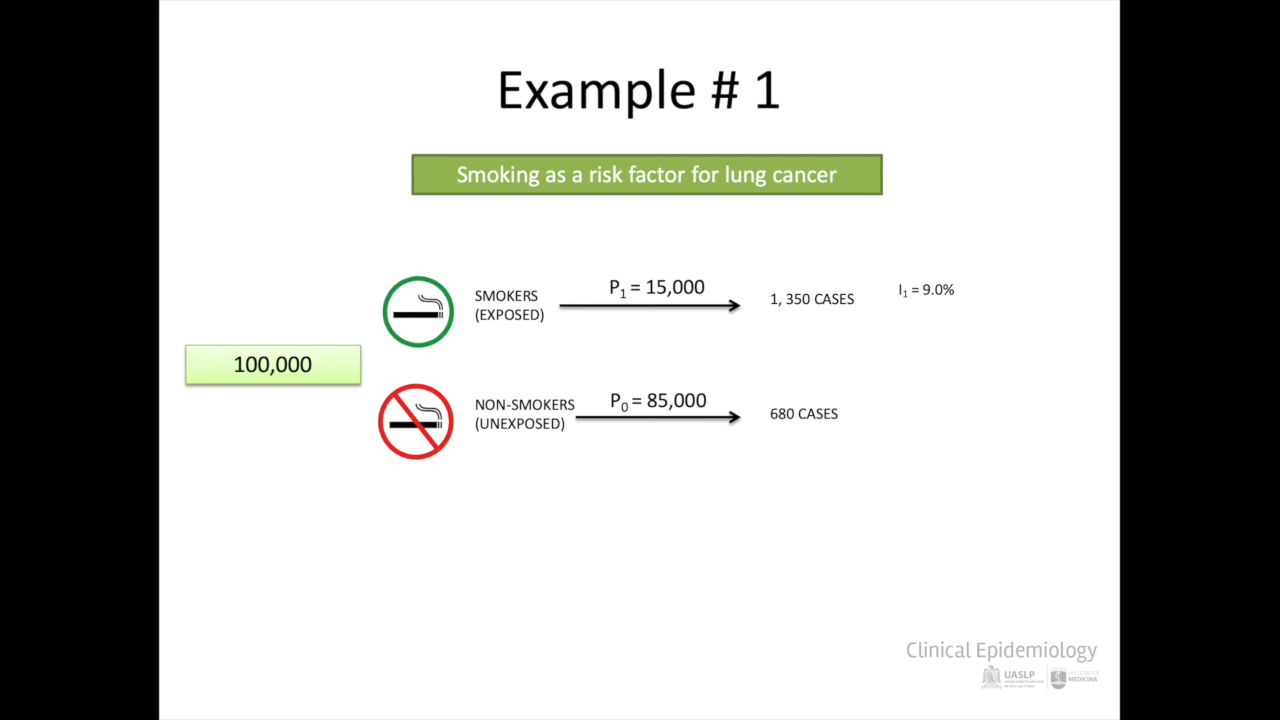 Example # 1
Smoking as a risk factor for lung cancer
SMOKERS
(EXPOSED)
P1 = 15,000
1, 350 CASES
I1 = 9.0%
100,000
NON-SMOKERS
(UNEXPOSED)
P0 = 85,000
680 CASES
Clinical Epidemiology
UASLP
MEDICINA